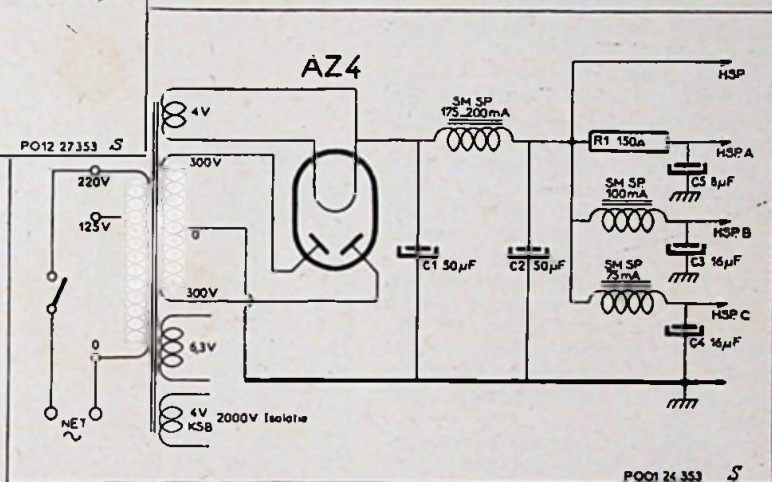 AZ4
4V
SM SP
175-200mA
HSP
PO12 27353 S
R1 150Ω
HSP. A
220V
300V
C5 8μF
125V
0
SM SP
100mA
HSP. B
C1 50μF
C2 50μF
C3 16μF
SM SP
75mA
300V
HSP. C
0
6,3V
C4 16μF
NET
~
4V
KSB
2000V Isolatie
PO01 24 353 S